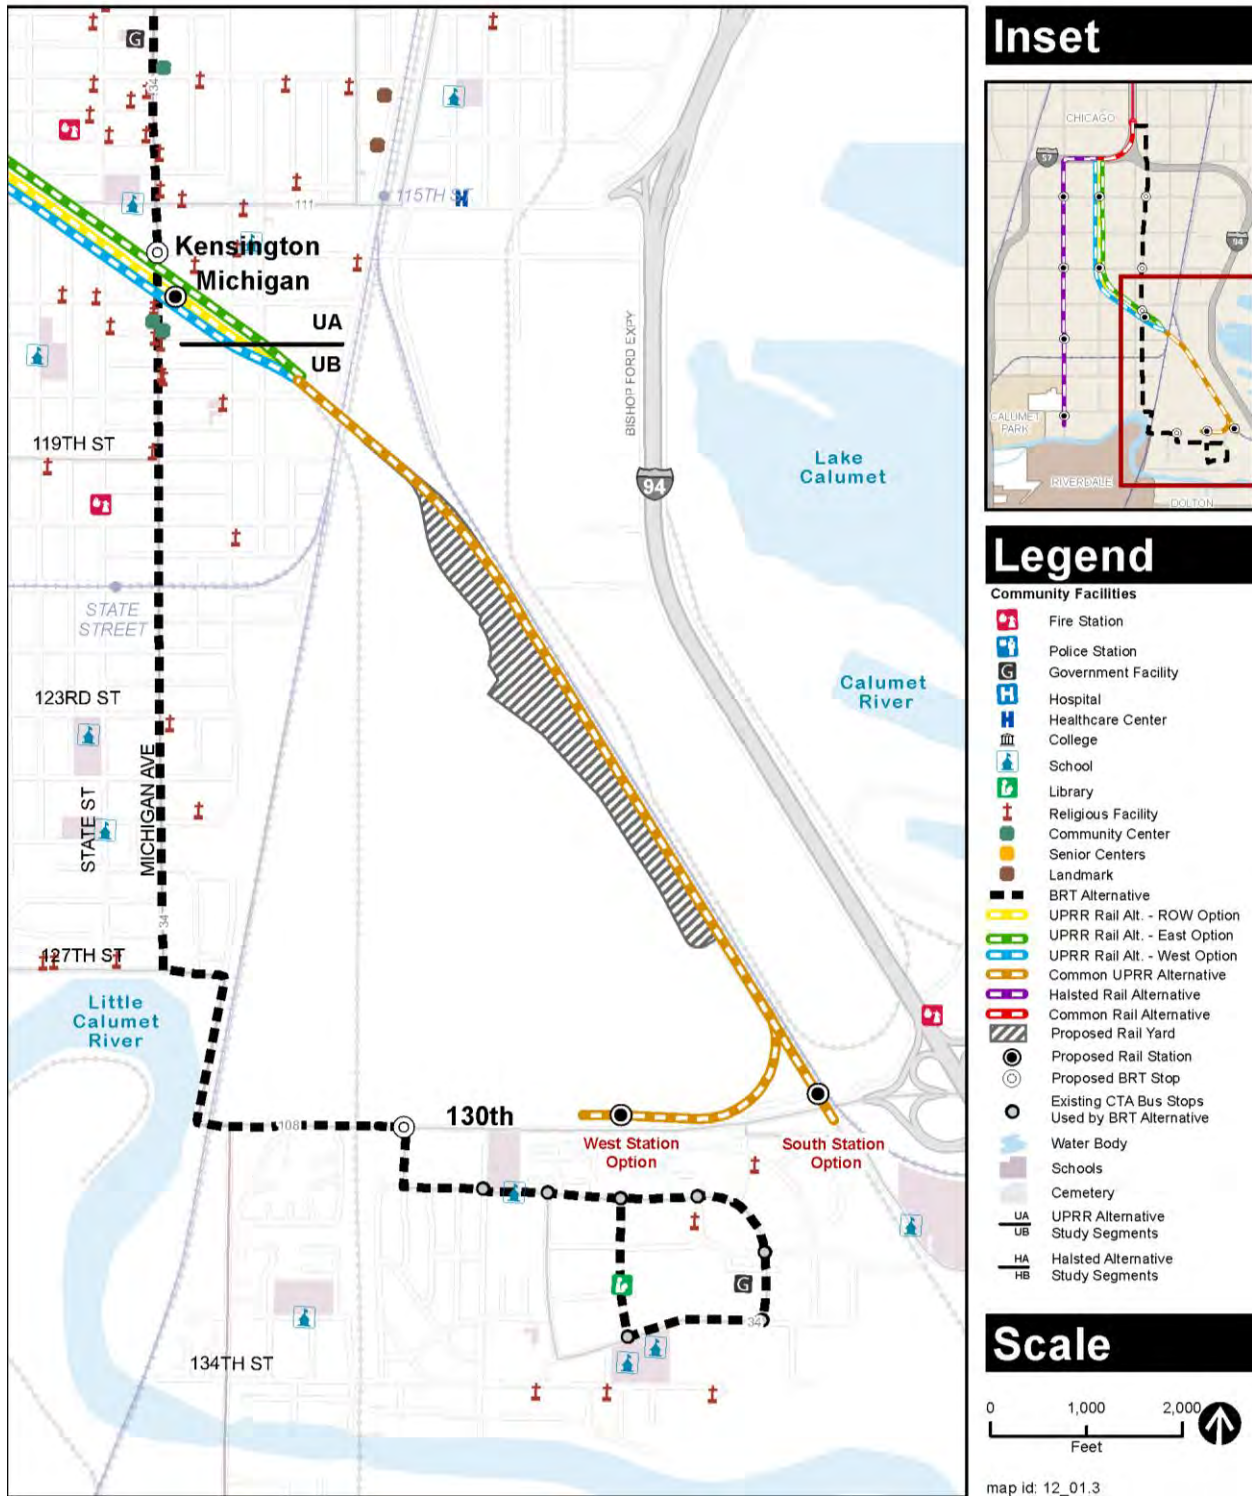 G
34
115TH ST
H
111
Kensington
Michigan
UA
UB
BISHOP FORD EXPY
119TH ST
94
Lake
Calumet
STATE
STREET
Calumet
River
123RD ST
STATE ST
MICHIGAN AVE
34
127TH ST
Little
Calumet
River
108
130th
West Station
Option
South Station
Option
G
34
134TH ST
Inset
CHICAGO
57
94
CALUMET
PARK
RIVERDALE
DOLTON
Legend
Community Facilities
Fire Station
Police Station
G Government Facility
H Hospital
H Healthcare Center
College
School
Library
Religious Facility
Community Center
Senior Centers
Landmark
BRT Alternative
UPRR Rail Alt. - ROW Option
UPRR Rail Alt. - East Option
UPRR Rail Alt. - West Option
Common UPRR Alternative
Halsted Rail Alternative
Common Rail Alternative
Proposed Rail Yard
Proposed Rail Station
Proposed BRT Stop
Existing CTA Bus Stops
Used by BRT Alternative
Water Body
Schools
Cemetery
UA UPRR Alternative
UB Study Segments
HA Halsted Alternative
HB Study Segments
Scale
0 1,000 2,000
Feet
map id: 12_01.3